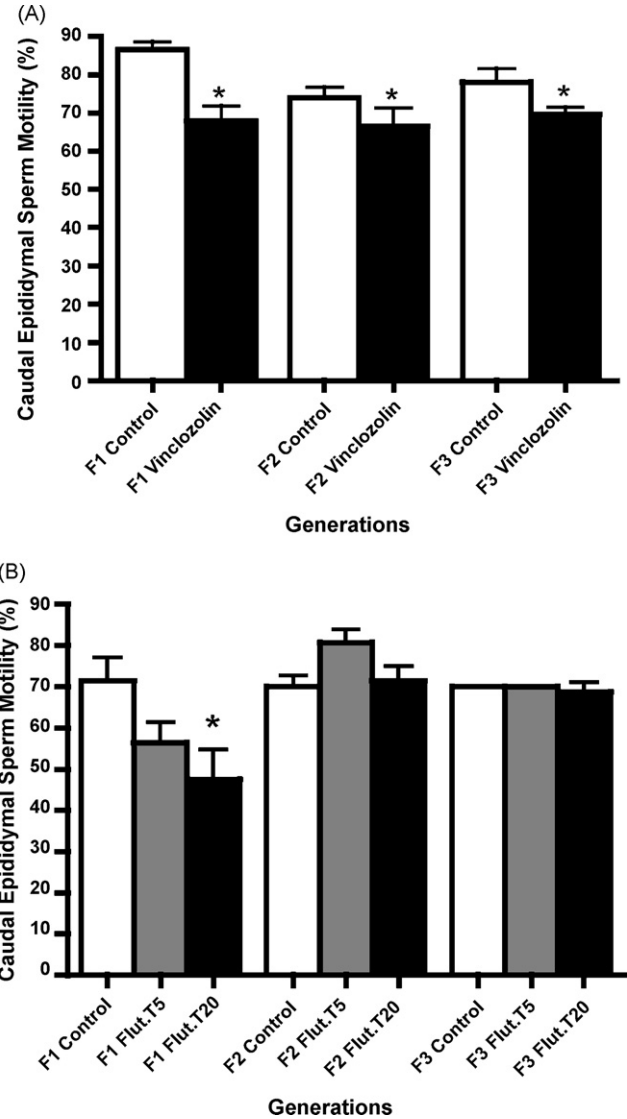 (A)
Caudal Epididymal Sperm Motility (%)
90
80
70
60
50
40
30
20
10
0
*
*
*
F1 Control
F1 Vinclozolin
F2 Control
F2 Vinclozolin
F3 Control
F3 Vinclozolin
Generations
(B)
Caudal Epididymal Sperm Motility (%)
90
80
70
60
50
40
30
20
10
0
*
F1 Control
F1 Flut.T5
F1 Flut.T20
F2 Control
F2 Flut.T5
F2 Flut.T20
F3 Control
F3 Flut.T5
F3 Flut.T20
Generations